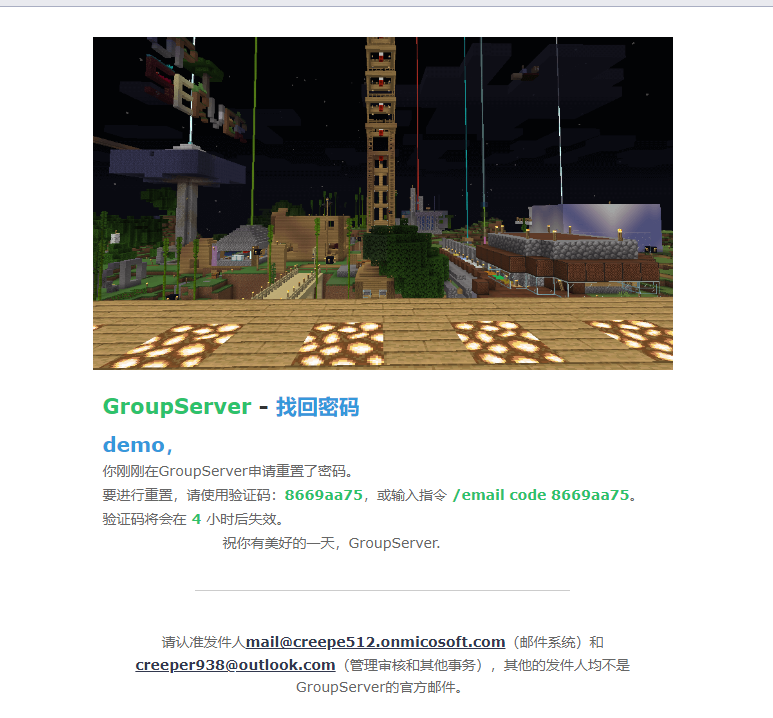 GroupServer - 找回密码
demo，
你刚刚在GroupServer申请重置了密码。
要进行重置，请使用验证码：8669aa75，或输入指令 /email code 8669aa75。
验证码将会在 4 小时后失效。
祝你有美好的一天，GroupServer.
请认准发件人mail@creepe512.onmicosoft.com（邮件系统）和
creeper938@outlook.com（管理审核和其他事务），其他的发件人均不是
GroupServer的官方邮件。